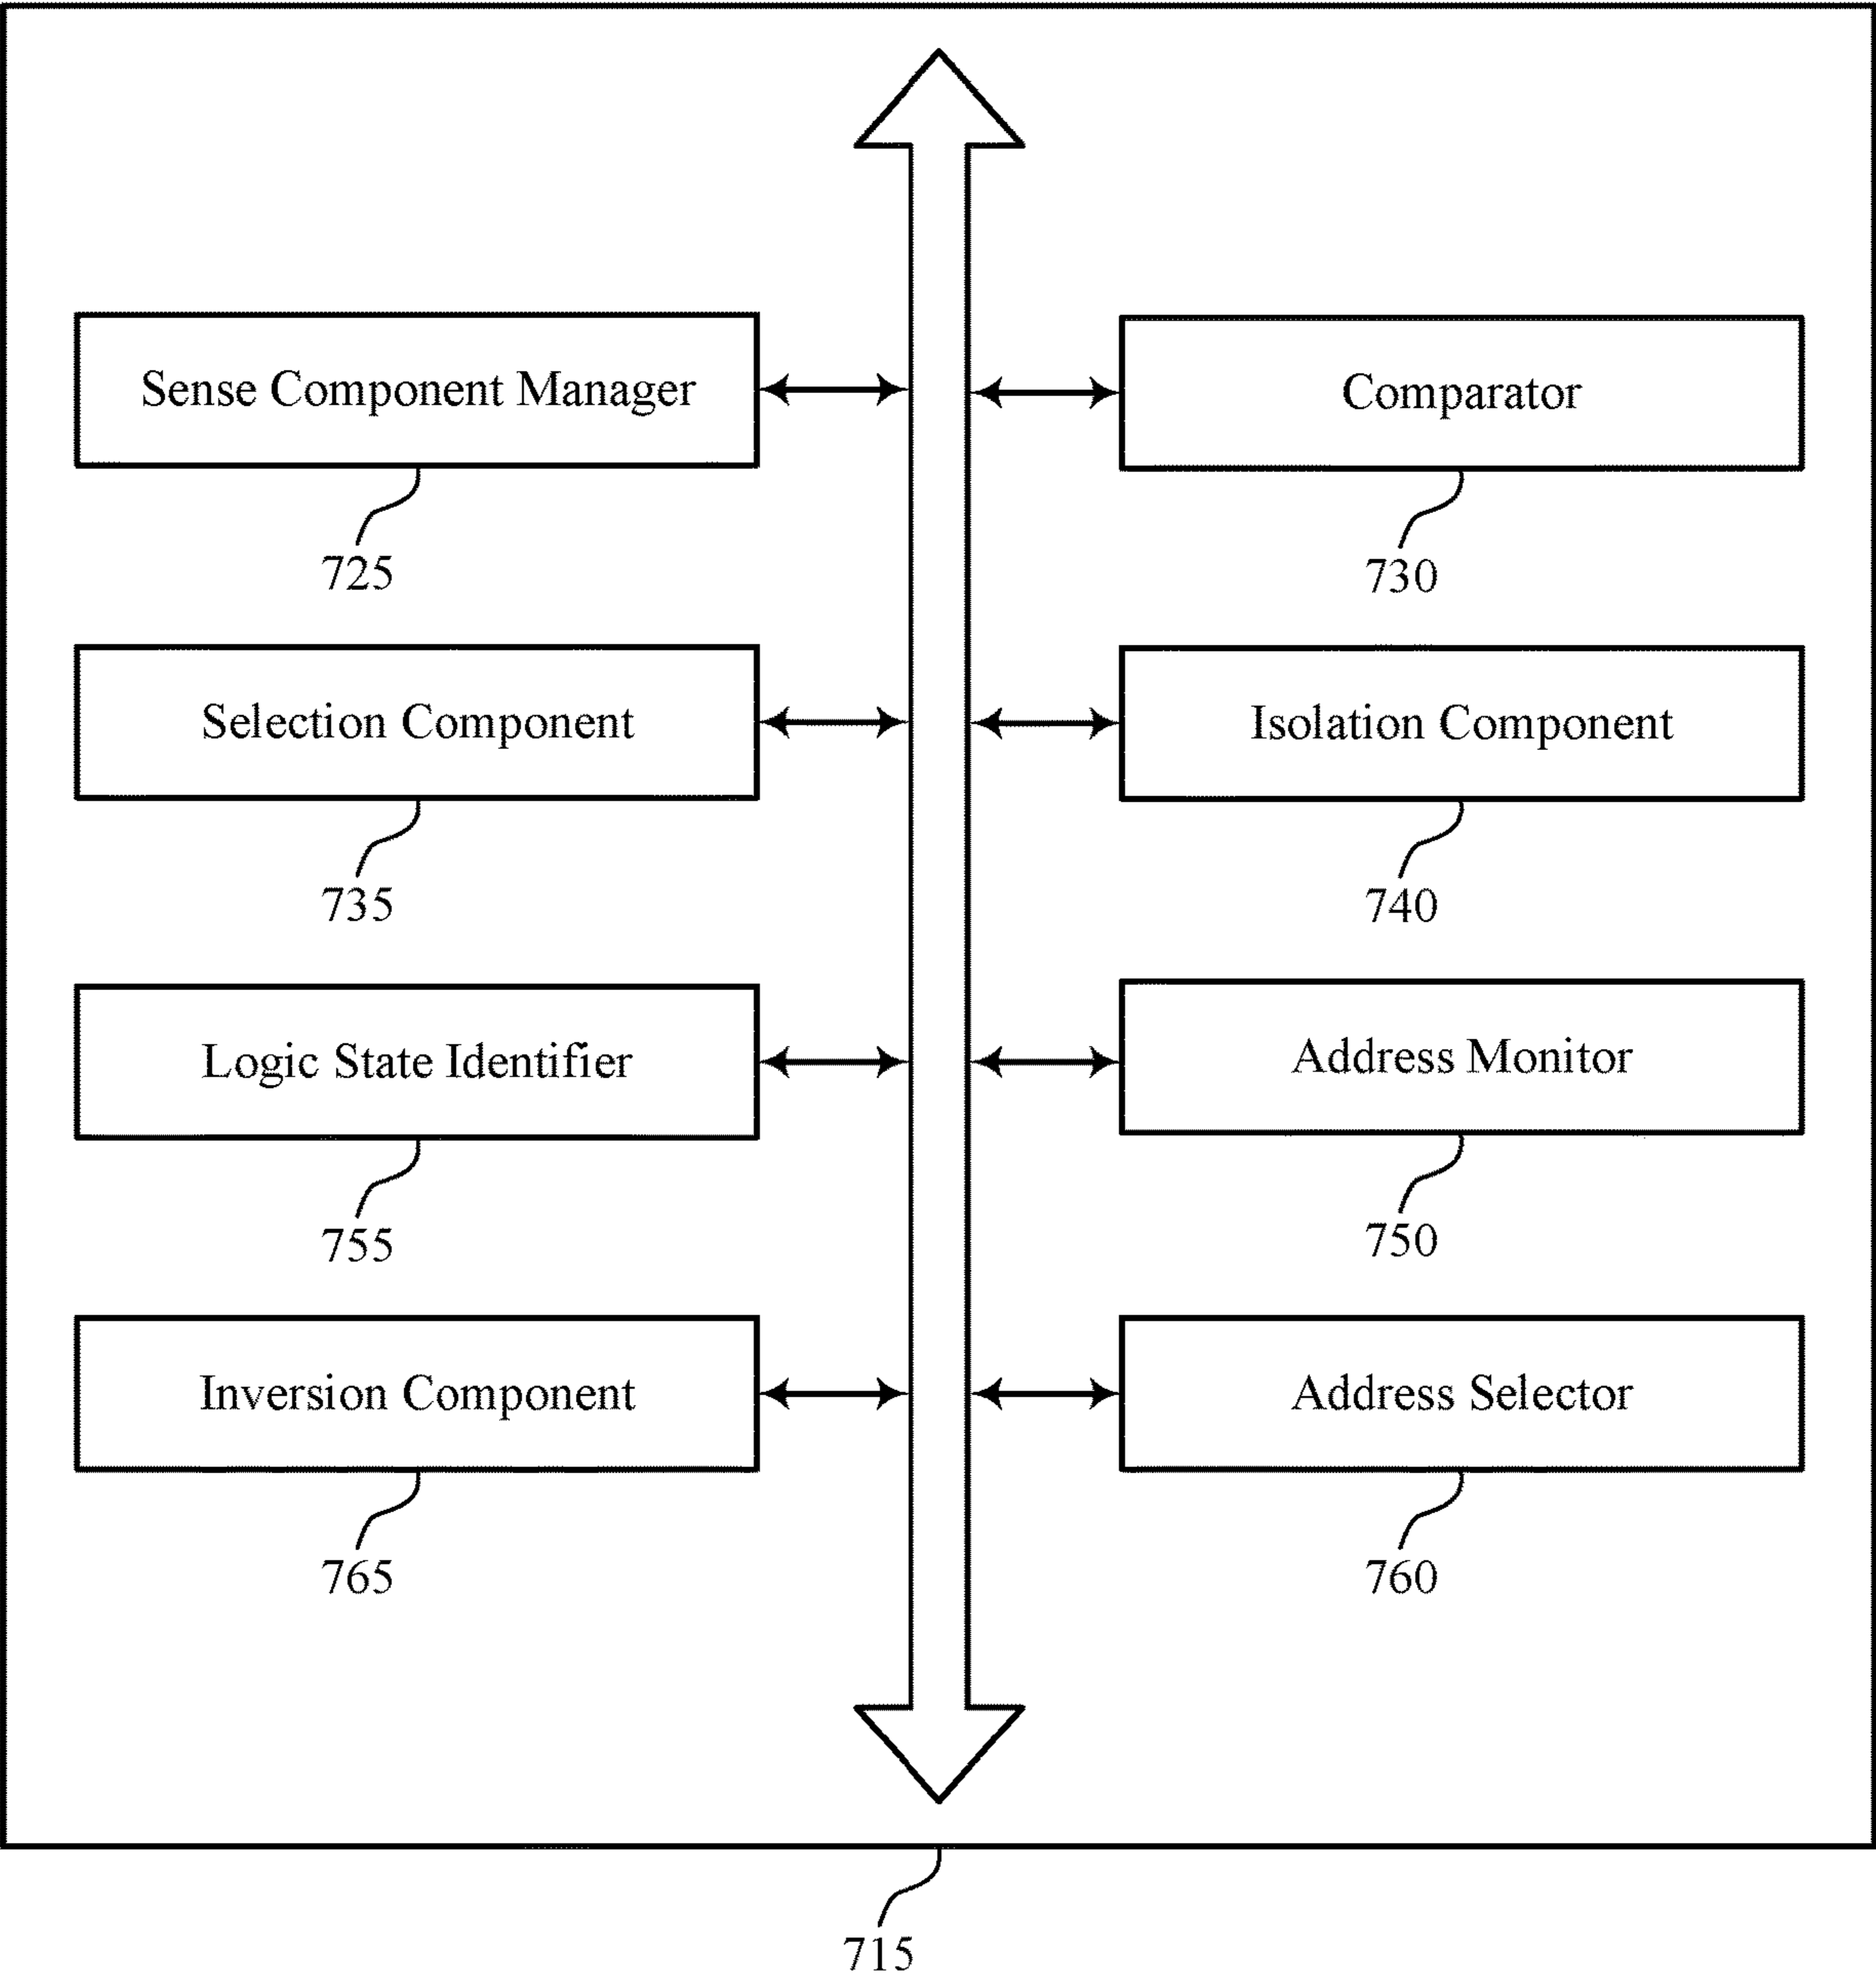 Sense Component Manager
Comparator
725
730
Selection Component
Isolation Component
735
740
Logic State Identifier
Address Monitor
755
750
Inversion Component
Address Selector
765
760
715